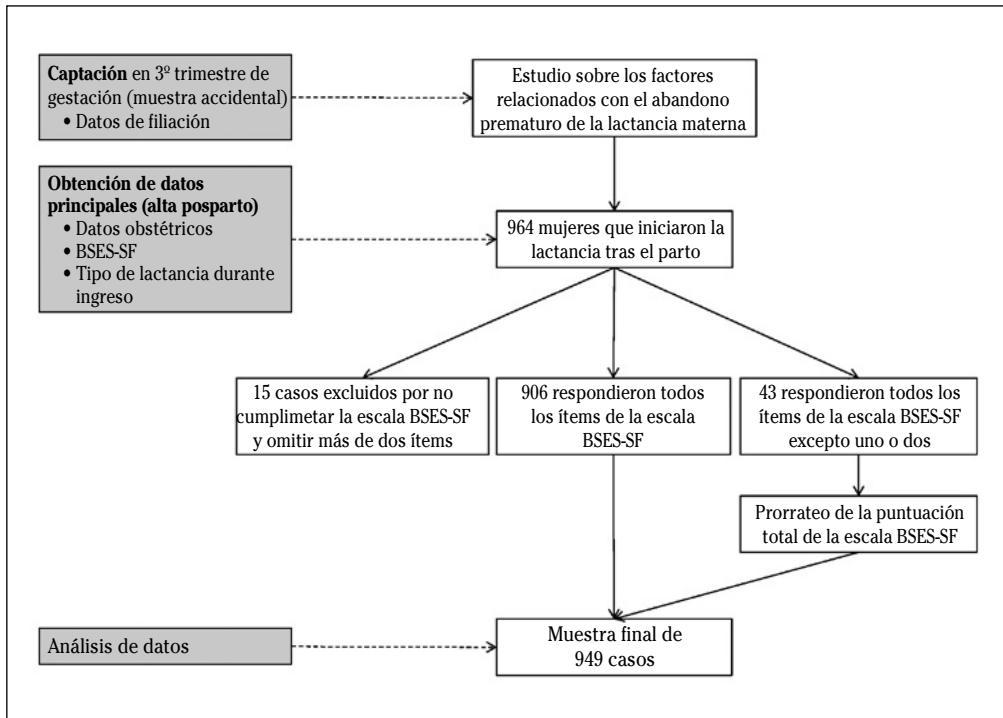 Captación en 3º trimestre de
gestación (muestra accidental)
• Datos de filiación
Estudio sobre los factores
relacionados con el abandono
prematuro de la lactancia materna
Obtención de datos
principales (alta posparto)
• Datos obstétricos
• BSES-SF
• Tipo de lactancia durante
ingreso
964 mujeres que iniciaron la
lactancia tras el parto
15 casos excluidos por no
cumplimetar la escala BSES-SF
y omitir más de dos ítems
906 respondieron todos
los ítems de la escala
BSES-SF
43 respondieron todos los
ítems de la escala BSES-SF
excepto uno o dos
Prorrateo de la puntuación
total de la escala BSES-SF
Análisis de datos
Muestra final de
949 casos